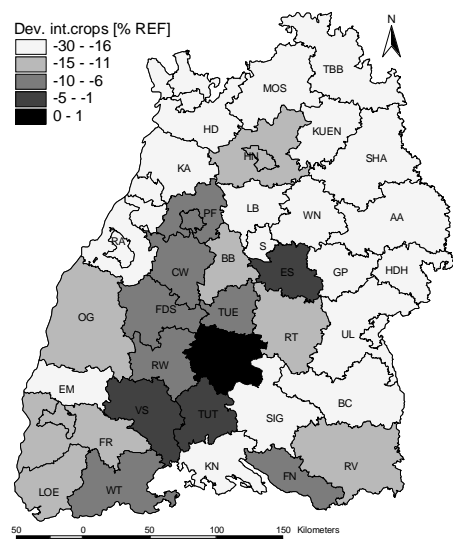 Dev. int.crops [% REF]
-30 - -16
-15 - -11
-10 - -6
-5 - -1
0 - 1
N
TBB
MOS
KUEN
HD
HN
SHA
KA
PF
LB
WN
AA
RA
S
CW
BB
ES
GP
HDH
OG
FDS
TUE
RT
UL
RW
EM
VS
TUT
SIG
BC
FR
KN
FN
RV
LOE
WT
50 0 50 100 150 Kilometers